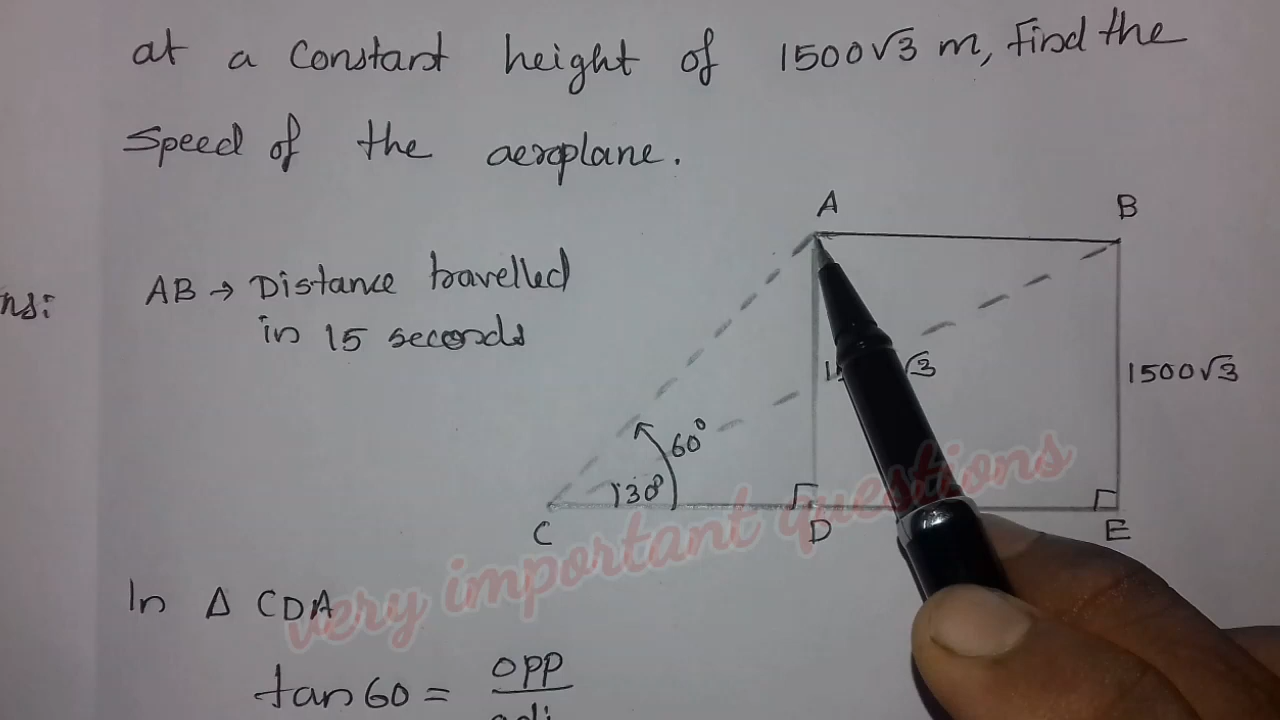 at a constant height of 1500√3 m, find the
speed of the aeroplane.
A
B
ns:
AB → Distance travelled
in 15 seconds
√3
1500√3
60°
30°
C
D
E
very important questions
In Δ CDA
tan 60 = opp
adj